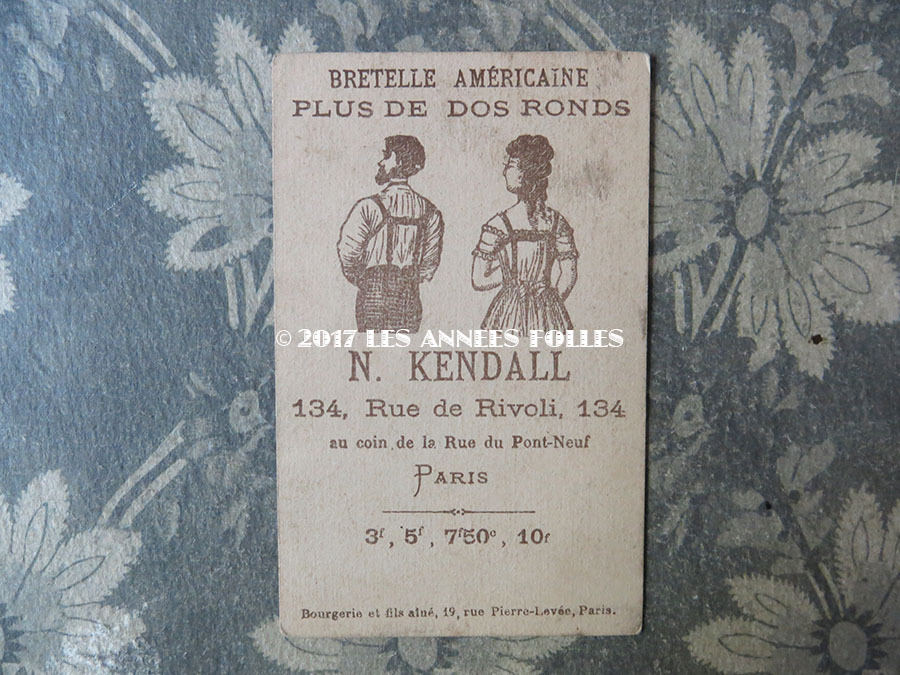 BRETELLE AMÉRICAINE
PLUS DE DOS RONDS
© 2017 LES ANNEES FOLLES
N. KENDALL
134, Rue de Rivoli, 134
au coin de la Rue du Pont-Neuf
PARIS
3f, 5f, 7f50c, 10f
Bourgerie et fils aîné, 19, rue Pierre-Levée, Paris.